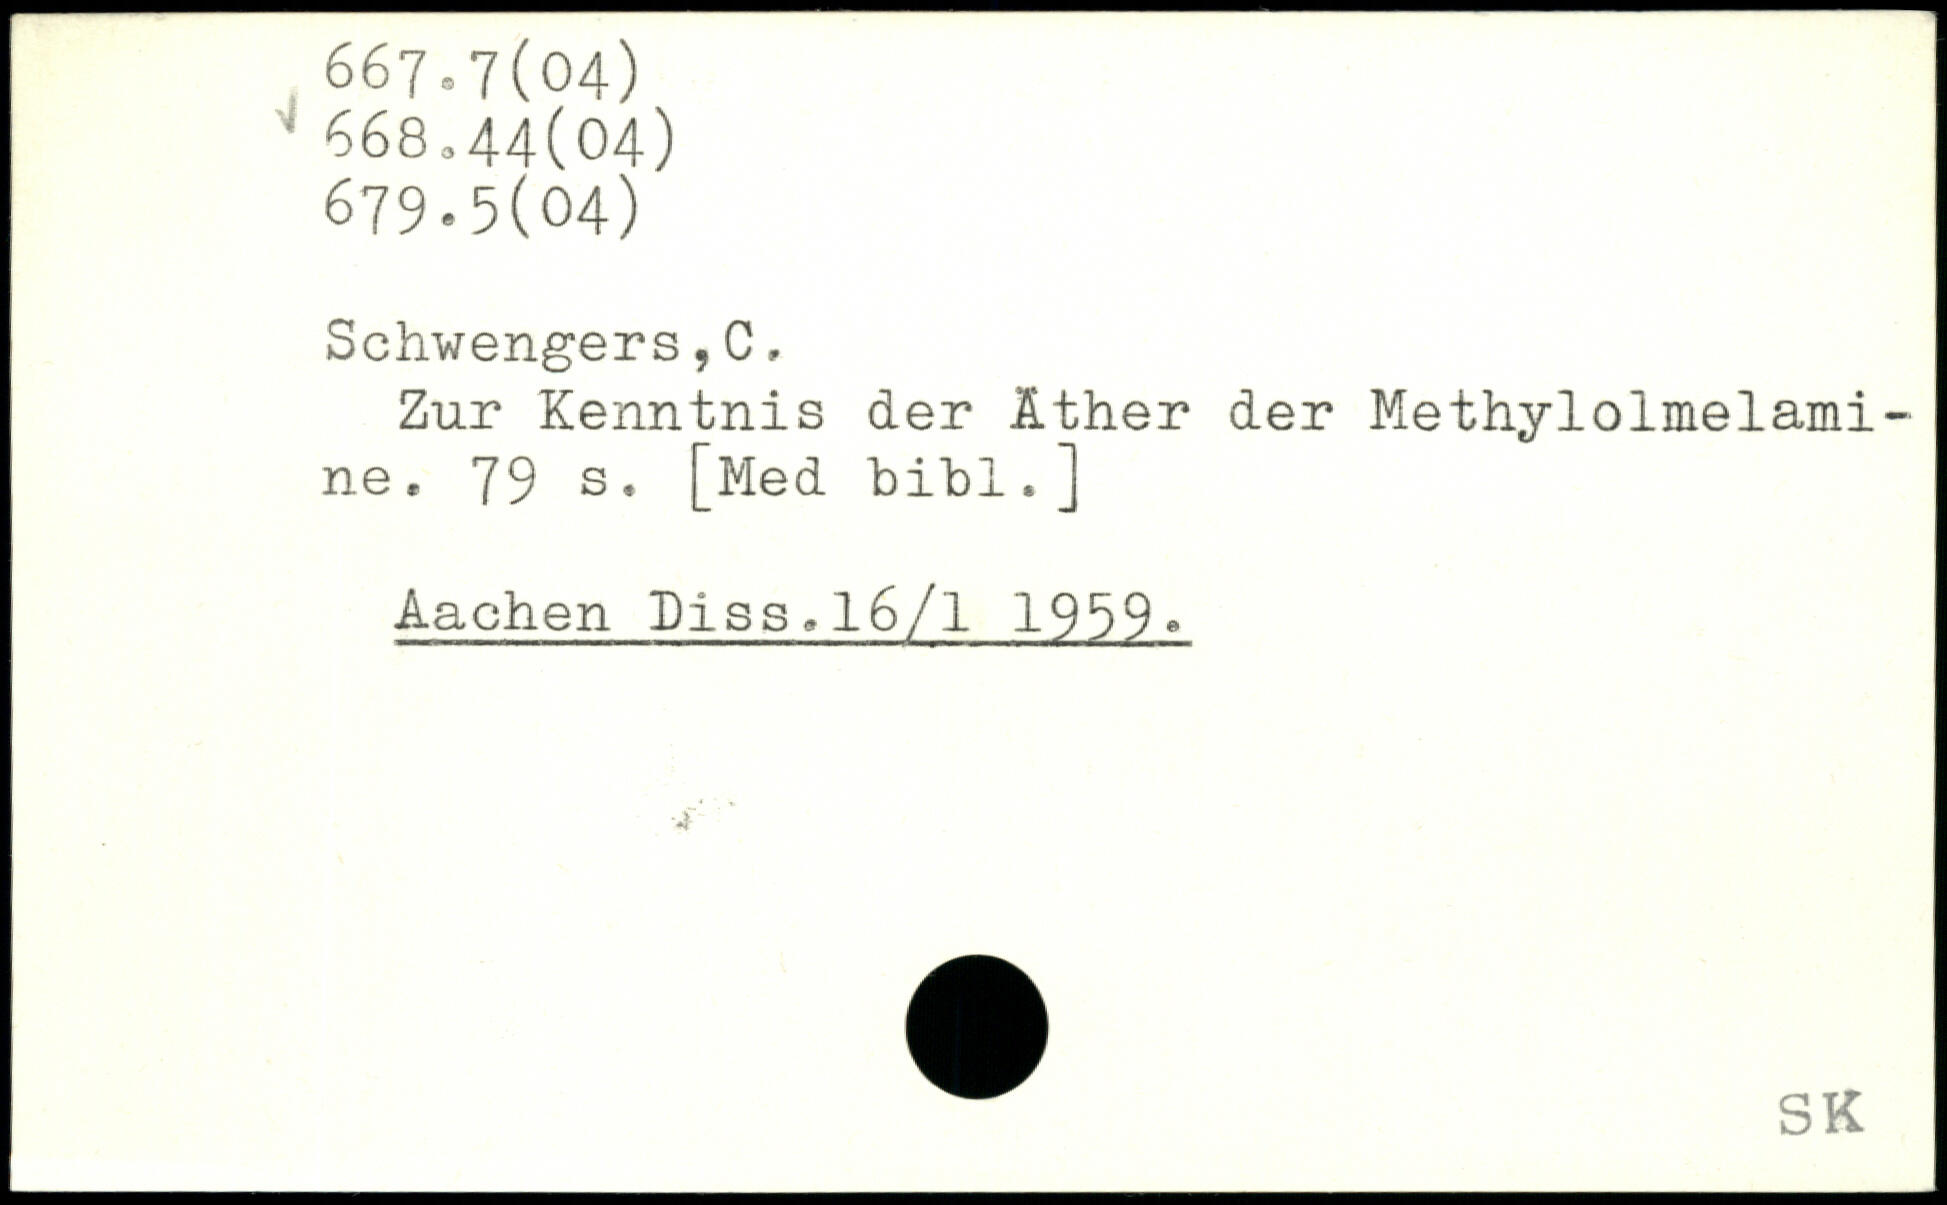 667.7(04)
668.44(04)
679.5(04)
Schwengers,C.
Zur Kenntnis der Äther der Methylolmelami-
ne. 79 s. [Med bibl.]
Aachen Diss.16/1 1959.
SK